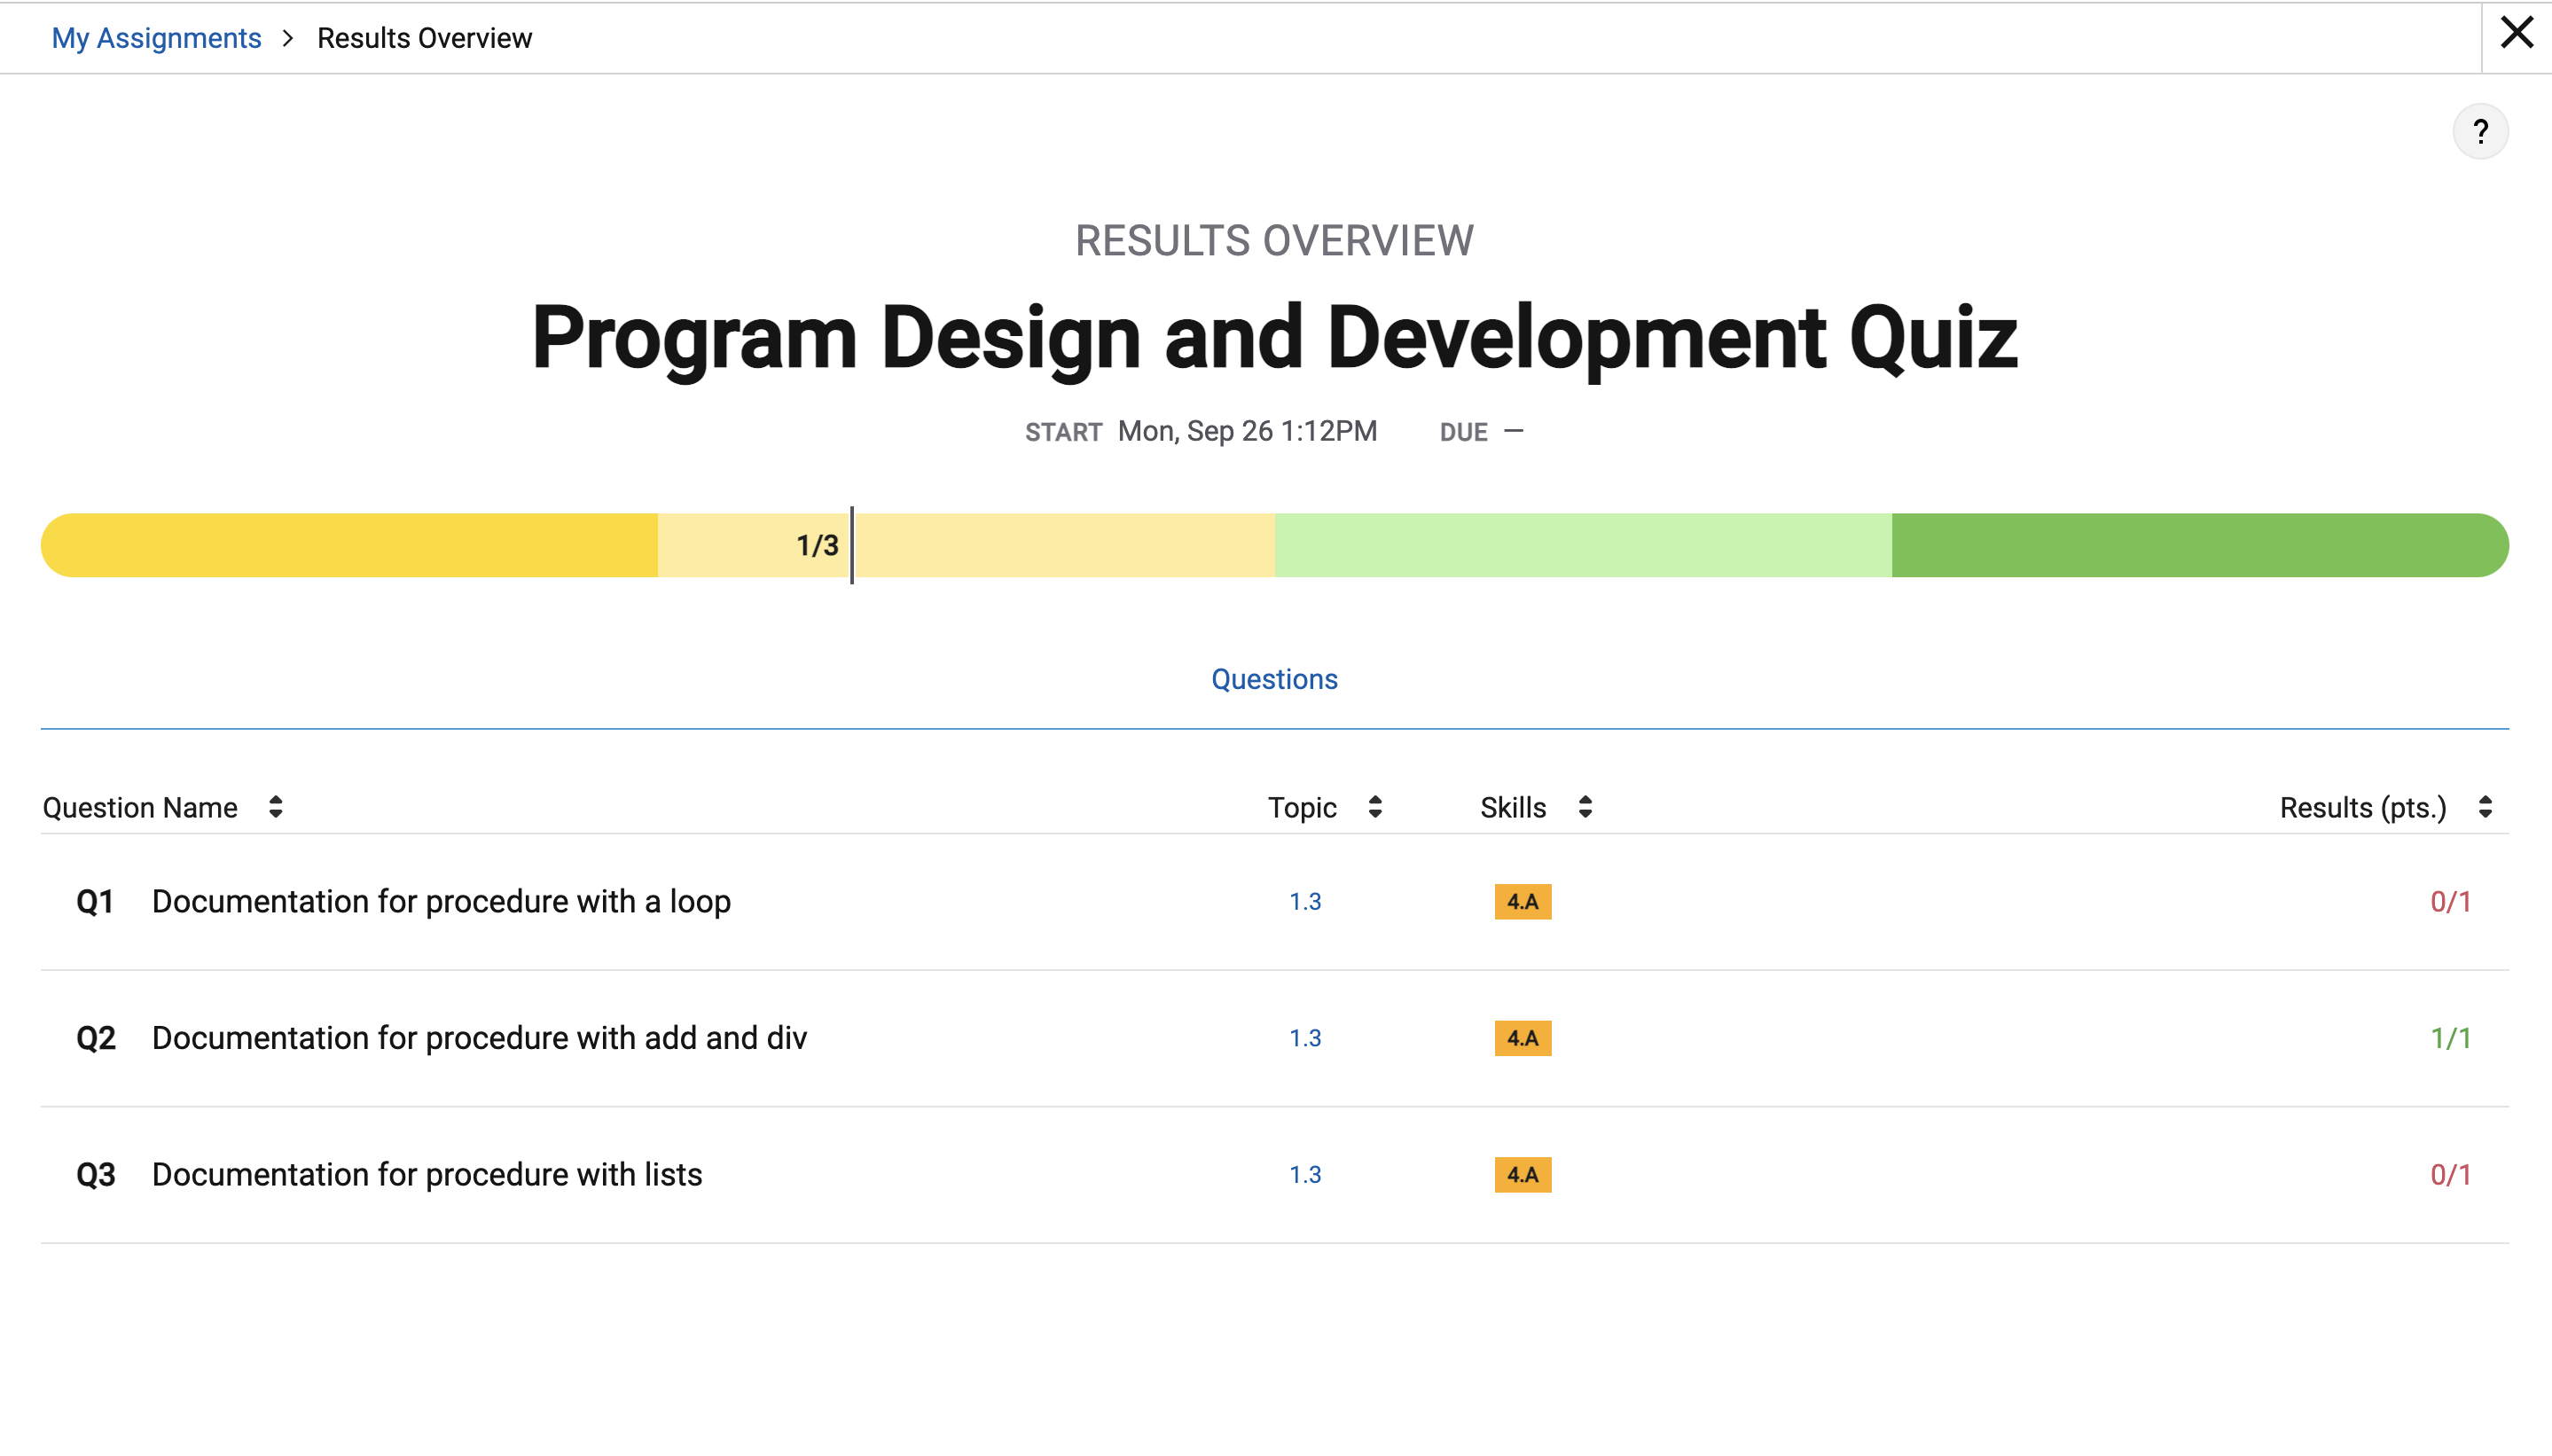 My Assignments > Results Overview
?
RESULTS OVERVIEW
Program Design and Development Quiz
START Mon, Sep 26 1:12PM DUE —
1/3
Questions
Question Name Topic Skills Results (pts.)
Q1 Documentation for procedure with a loop 1.3 4.A 0/1
Q2 Documentation for procedure with add and div 1.3 4.A 1/1
Q3 Documentation for procedure with lists 1.3 4.A 0/1